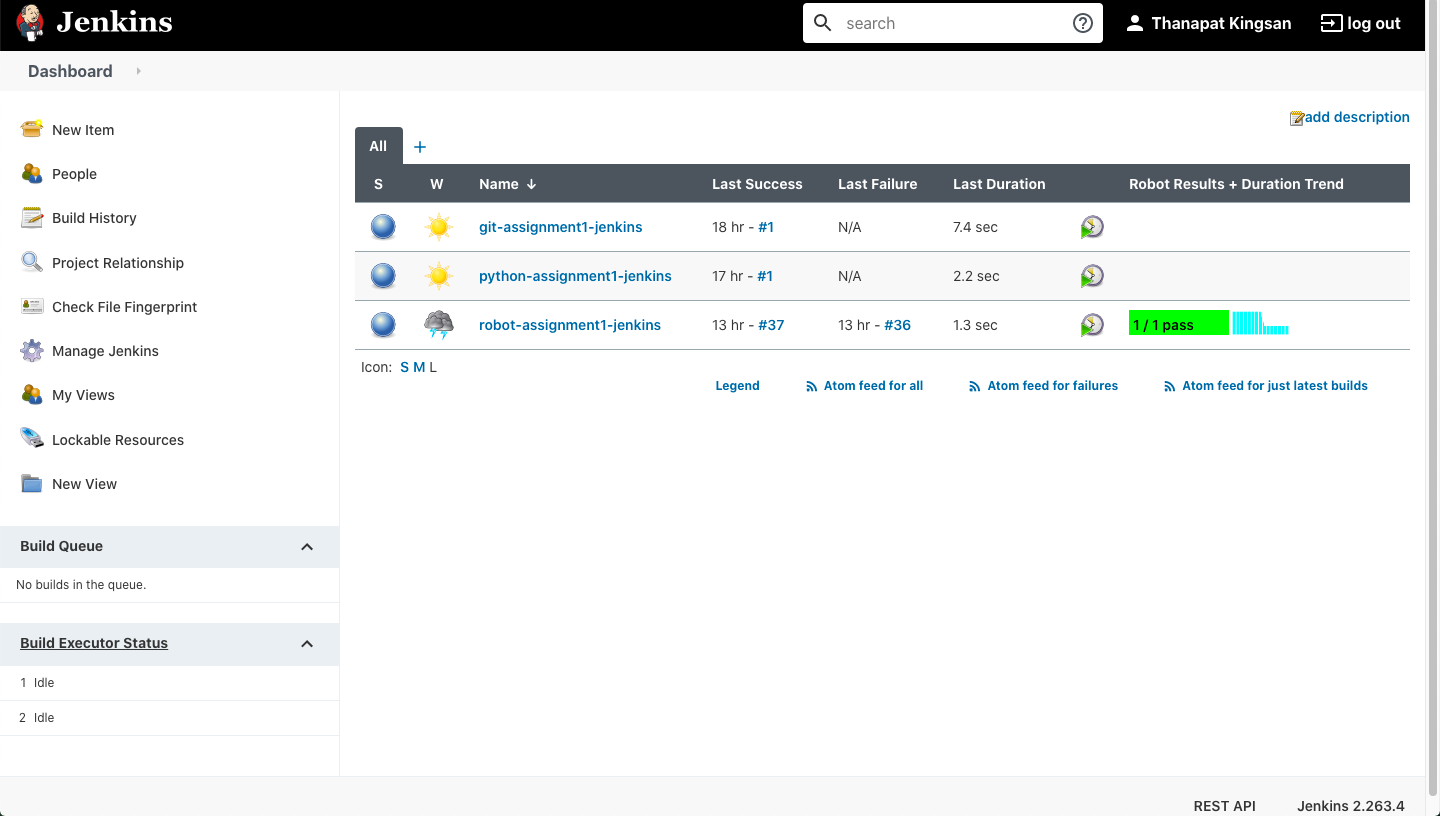 Jenkins
search
Thanapat Kingsan
log out
Dashboard
New Item
People
Build History
Project Relationship
Check File Fingerprint
Manage Jenkins
My Views
Lockable Resources
New View
Build Queue
No builds in the queue.
Build Executor Status
1 Idle
2 Idle
add description
All +
S W Name ↓ Last Success Last Failure Last Duration Robot Results + Duration Trend
git-assignment1-jenkins 18 hr - #1 N/A 7.4 sec
python-assignment1-jenkins 17 hr - #1 N/A 2.2 sec
robot-assignment1-jenkins 13 hr - #37 13 hr - #36 1.3 sec 1 / 1 pass
Icon: S M L
Legend Atom feed for all Atom feed for failures Atom feed for just latest builds
REST API Jenkins 2.263.4